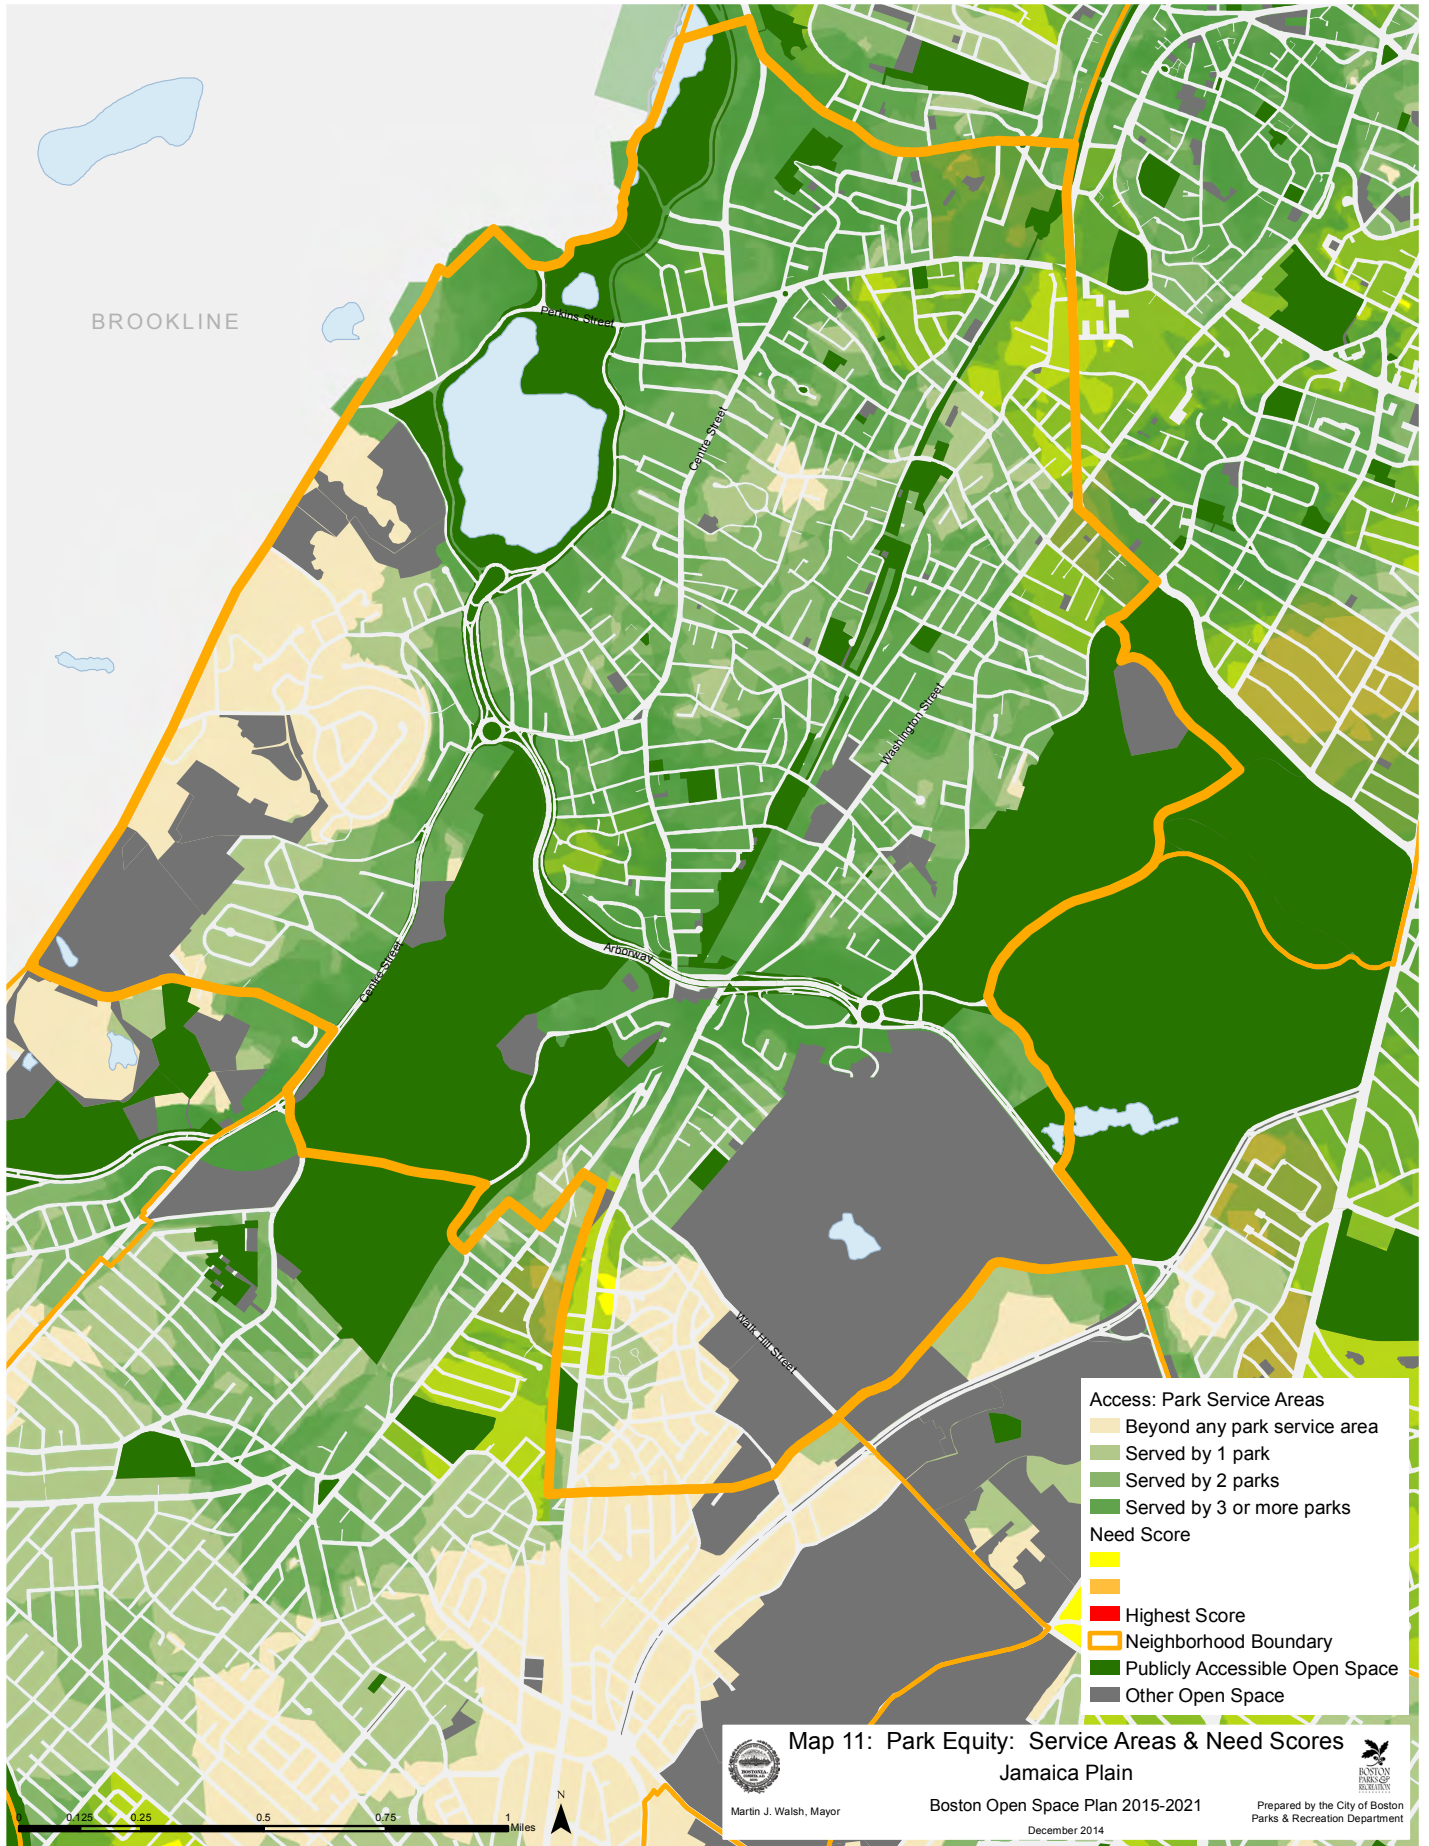 BROOKLINE
Perkins Street
Centre Street
Washington Street
Arborway
Centre Street
Walk Hill Street
Access: Park Service Areas
Beyond any park service area
Served by 1 park
Served by 2 parks
Served by 3 or more parks
Need Score
Highest Score
Neighborhood Boundary
Publicly Accessible Open Space
Other Open Space
Map 11: Park Equity: Service Areas & Need Scores
Jamaica Plain
Boston Open Space Plan 2015-2021
December 2014
Martin J. Walsh, Mayor
BOSTON
PARKS &
RECREATION
Prepared by the City of Boston
Parks & Recreation Department
0 0.125 0.25 0.5 0.75 1
Miles
N